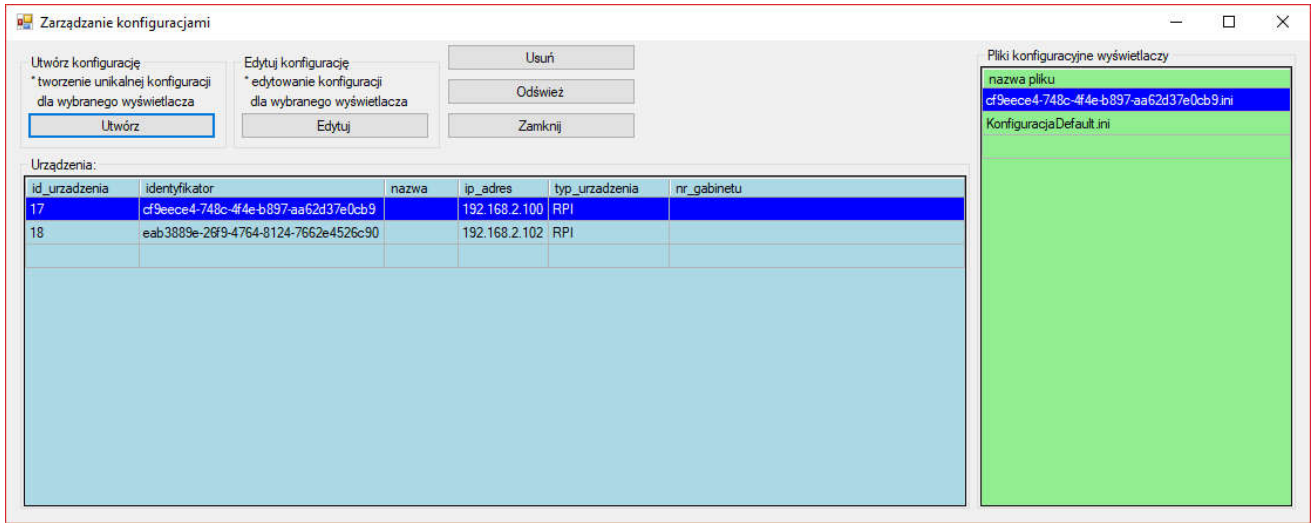 Zarządzanie konfiguracjami
Utwórz konfigurację
* tworzenie unikalnej konfiguracji
dla wybranego wyświetlacza
Utwórz
Edytuj konfigurację
* edytowanie konfiguracji
dla wybranego wyświetlacza
Edytuj
Usuń
Odśwież
Zamknij
Urządzenia:
id_urzadzenia identyfikator nazwa ip_adres typ_urzadzenia nr_gabinetu
17 cf9eece4-748c-4f4e-b897-aa62d37e0cb9 192.168.2.100 RPI
18 eab3889e-26f9-4764-8124-7662e4526c90 192.168.2.102 RPI
Pliki konfiguracyjne wyświetlaczy
nazwa pliku
cf9eece4-748c-4f4e-b897-aa62d37e0cb9.ini
KonfiguracjaDefault.ini